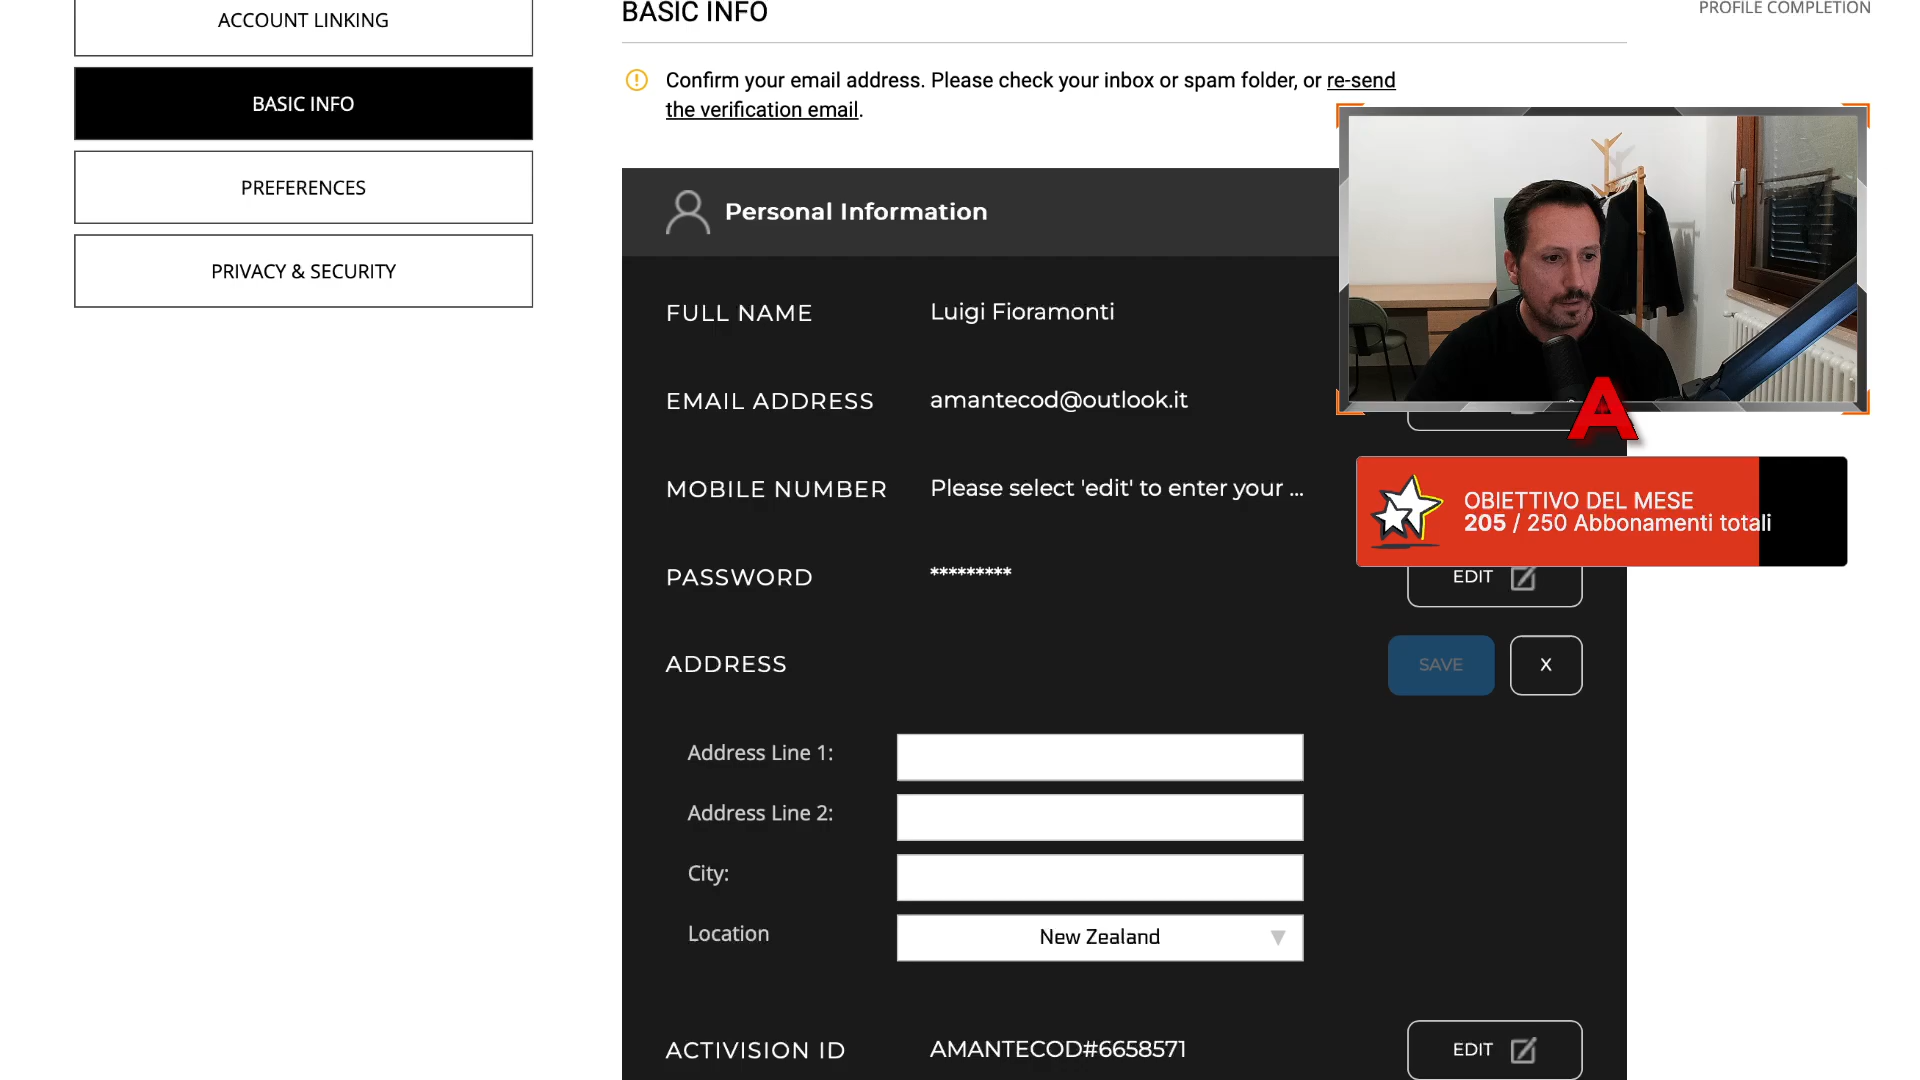 ACCOUNT LINKING
BASIC INFO
PREFERENCES
PRIVACY & SECURITY
BASIC INFO
PROFILE COMPLETION
Confirm your email address. Please check your inbox or spam folder, or re-send
the verification email.
Personal Information
FULL NAME Luigi Fioramonti
EMAIL ADDRESS amantecod@outlook.it
MOBILE NUMBER Please select 'edit' to enter your ...
PASSWORD *********
EDIT
ADDRESS
SAVE X
Address Line 1:
Address Line 2:
City:
Location New Zealand
ACTIVISION ID AMANTECOD#6658571
EDIT
A
OBIETTIVO DEL MESE
205 / 250 Abbonamenti totali